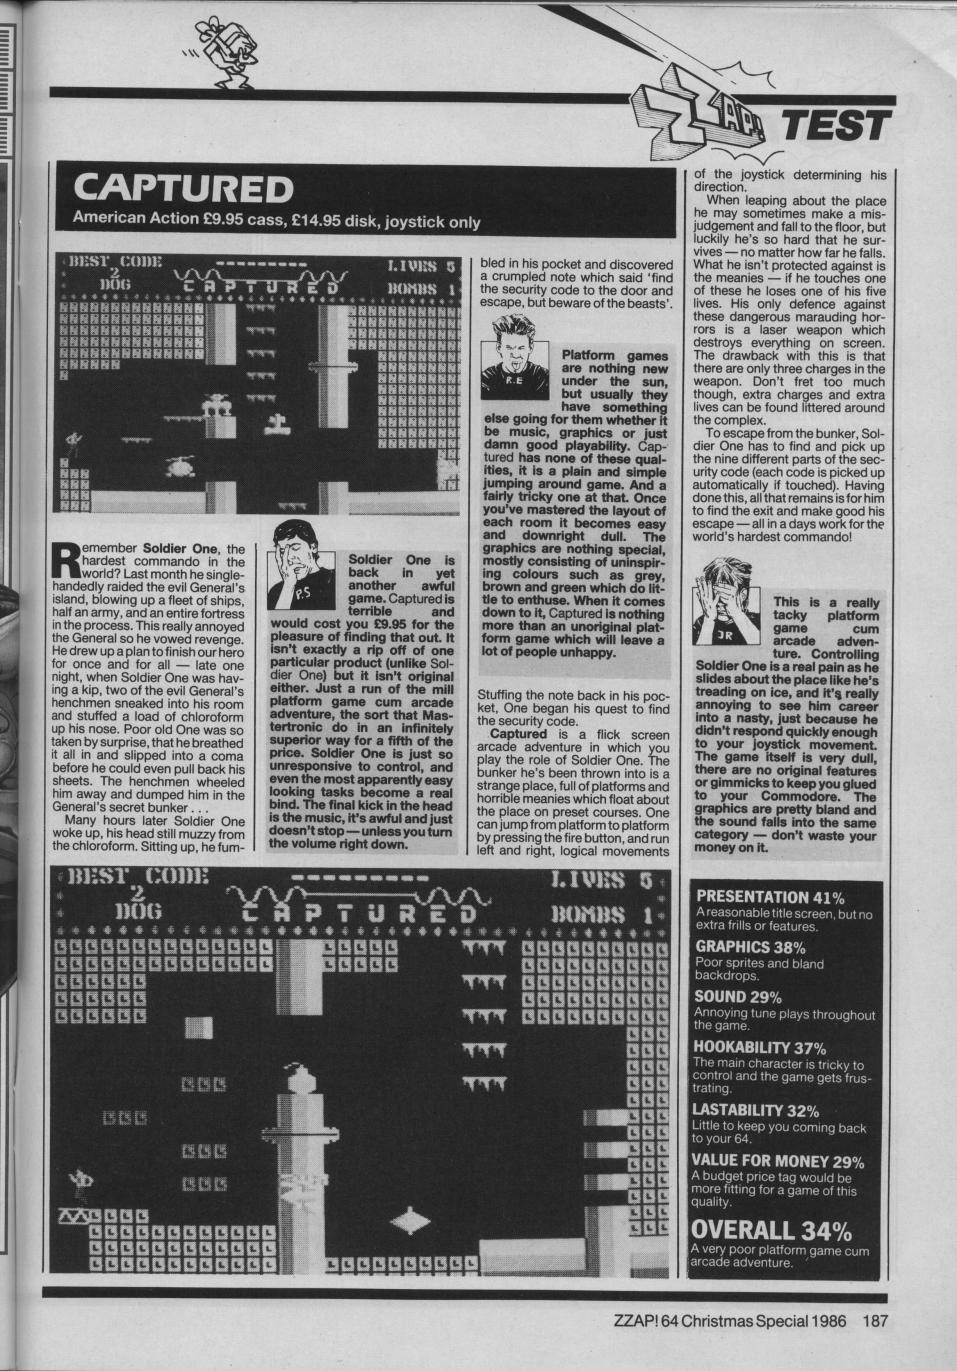 ZZAP! TEST
CAPTURED
American Action £9.95 cass, £14.95 disk, joystick only
BEST CODE
2
DOG
CAPTURED
LIVES 5
BOMBS 1
Remember Soldier One, the
hardest commando in the
world? Last month he single-
handedly raided the evil General's
island, blowing up a fleet of ships,
half an army, and an entire fortress
in the process. This really annoyed
the General so he vowed revenge.
He drew up a plan to finish our hero
for once and for all — late one
night, when Soldier One was hav-
ing a kip, two of the evil General's
henchmen sneaked into his room
and stuffed a load of chloroform
up his nose. Poor old One was so
taken by surprise, that he breathed
it all in and slipped into a coma
before he could even pull back his
sheets. The henchmen wheeled
him away and dumped him in the
General's secret bunker . . .
Many hours later Soldier One
woke up, his head still muzzy from
the chloroform. Sitting up, he fum-
P.S
Soldier One is
back in yet
another awful
game. Captured is
terrible and
would cost you £9.95 for the
pleasure of finding that out. It
isn't exactly a rip off of one
particular product (unlike Sol-
dier One) but it isn't original
either. Just a run of the mill
platform game cum arcade
adventure, the sort that Mas-
tertronic do in an infinitely
superior way for a fifth of the
price. Soldier One is just so
unresponsive to control, and
even the most apparently easy
looking tasks become a real
bind. The final kick in the head
is the music, it's awful and just
doesn't stop — unless you turn
the volume right down.
bled in his pocket and discovered
a crumpled note which said 'find
the security code to the door and
escape, but beware of the beasts'.
R.E
Platform games
are nothing new
under the sun,
but usually they
have something
else going for them whether it
be music, graphics or just
damn good playability. Cap-
tured has none of these qual-
ities, it is a plain and simple
jumping around game. And a
fairly tricky one at that. Once
you've mastered the layout of
each room it becomes easy
and downright dull. The
graphics are nothing special,
mostly consisting of uninspir-
ing colours such as grey,
brown and green which do lit-
tle to enthuse. When it comes
down to it, Captured is nothing
more than an unoriginal plat-
form game which will leave a
lot of people unhappy.
Stuffing the note back in his poc-
ket, One began his quest to find
the security code.
Captured is a flick screen
arcade adventure in which you
play the role of Soldier One. The
bunker he's been thrown into is a
strange place, full of platforms and
horrible meanies which float about
the place on preset courses. One
can jump from platform to platform
by pressing the fire button, and run
left and right, logical movements
of the joystick determining his
direction.
When leaping about the place
he may sometimes make a mis-
judgement and fall to the floor, but
luckily he's so hard that he sur-
vives — no matter how far he falls.
What he isn't protected against is
the meanies — if he touches one
of these he loses one of his five
lives. His only defence against
these dangerous marauding hor-
rors is a laser weapon which
destroys everything on screen.
The drawback with this is that
there are only three charges in the
weapon. Don't fret too much
though, extra charges and extra
lives can be found littered around
the complex.
To escape from the bunker, Sol-
dier One has to find and pick up
the nine different parts of the sec-
urity code (each code is picked up
automatically if touched). Having
done this, all that remains is for him
to find the exit and make good his
escape — all in a days work for the
world's hardest commando!
JR
This is a really
tacky platform
game cum
arcade adven-
ture. Controlling
Soldier One is a real pain as he
slides about the place like he's
treading on ice, and it's really
annoying to see him career
into a nasty, just because he
didn't respond quickly enough
to your joystick movement.
The game itself is very dull,
there are no original features
or gimmicks to keep you glued
to your Commodore. The
graphics are pretty bland and
the sound falls into the same
category — don't waste your
money on it.
BEST CODE
2
DOG
CAPTURED
LIVES 5
BOMBS 1
PRESENTATION 41%
A reasonable title screen, but no
extra frills or features.
GRAPHICS 38%
Poor sprites and bland
backdrops.
SOUND 29%
Annoying tune plays throughout
the game.
HOOKABILITY 37%
The main character is tricky to
control and the game gets frus-
trating.
LASTABILITY 32%
Little to keep you coming back
to your 64.
VALUE FOR MONEY 29%
A budget price tag would be
more fitting for a game of this
quality.
OVERALL 34%
A very poor platform game cum
arcade adventure.
ZZAP! 64 Christmas Special 1986 187